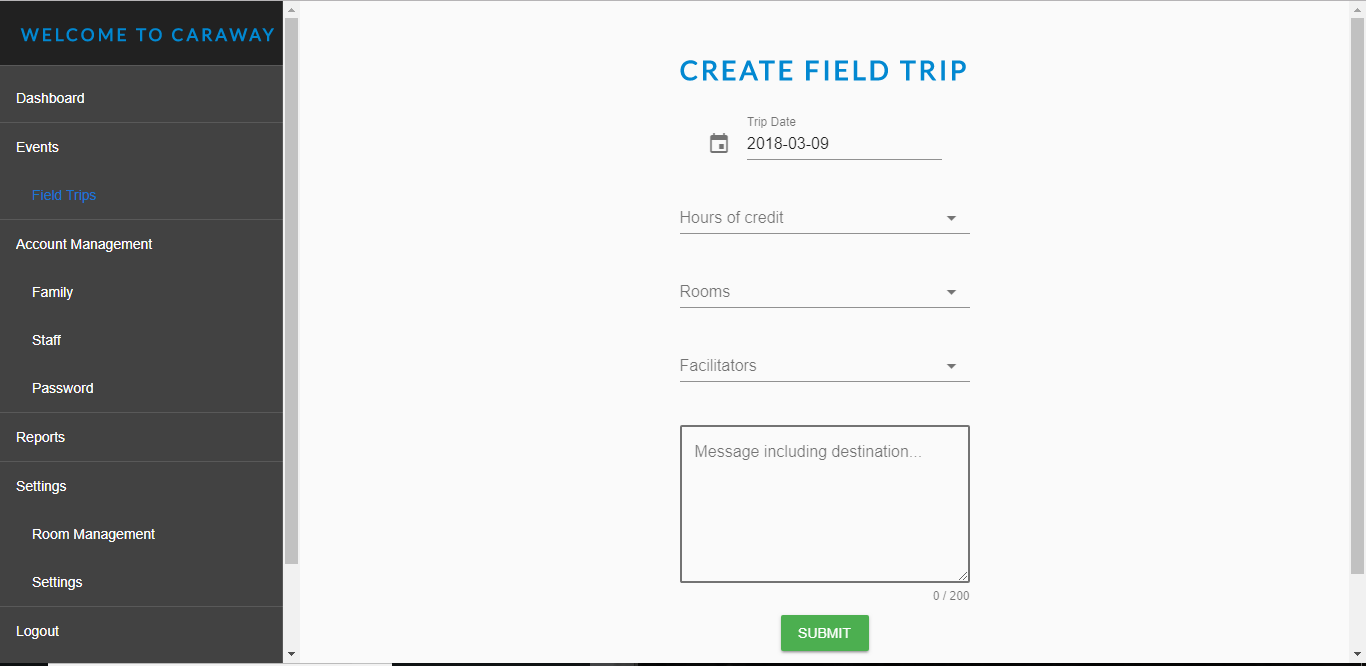 WELCOME TO CARAWAY
Dashboard
Events
Field Trips
Account Management
Family
Staff
Password
Reports
Settings
Room Management
Settings
Logout
CREATE FIELD TRIP
Trip Date
2018-03-09
Hours of credit
Rooms
Facilitators
Message including destination...
0 / 200
SUBMIT